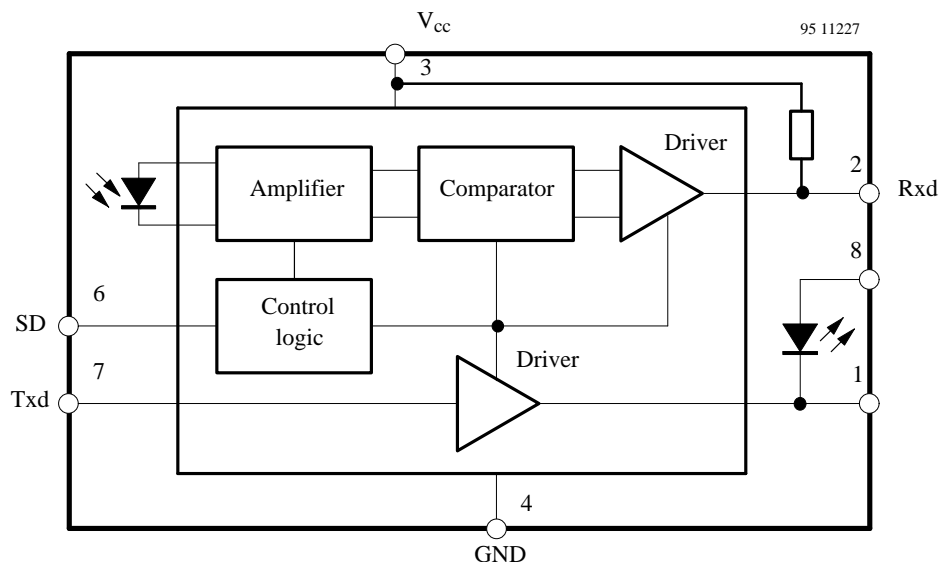 Vcc
95 11227
3
Driver
Amplifier
Comparator
2
Rxd
8
6
Control
logic
SD
Driver
7
1
Txd
4
GND